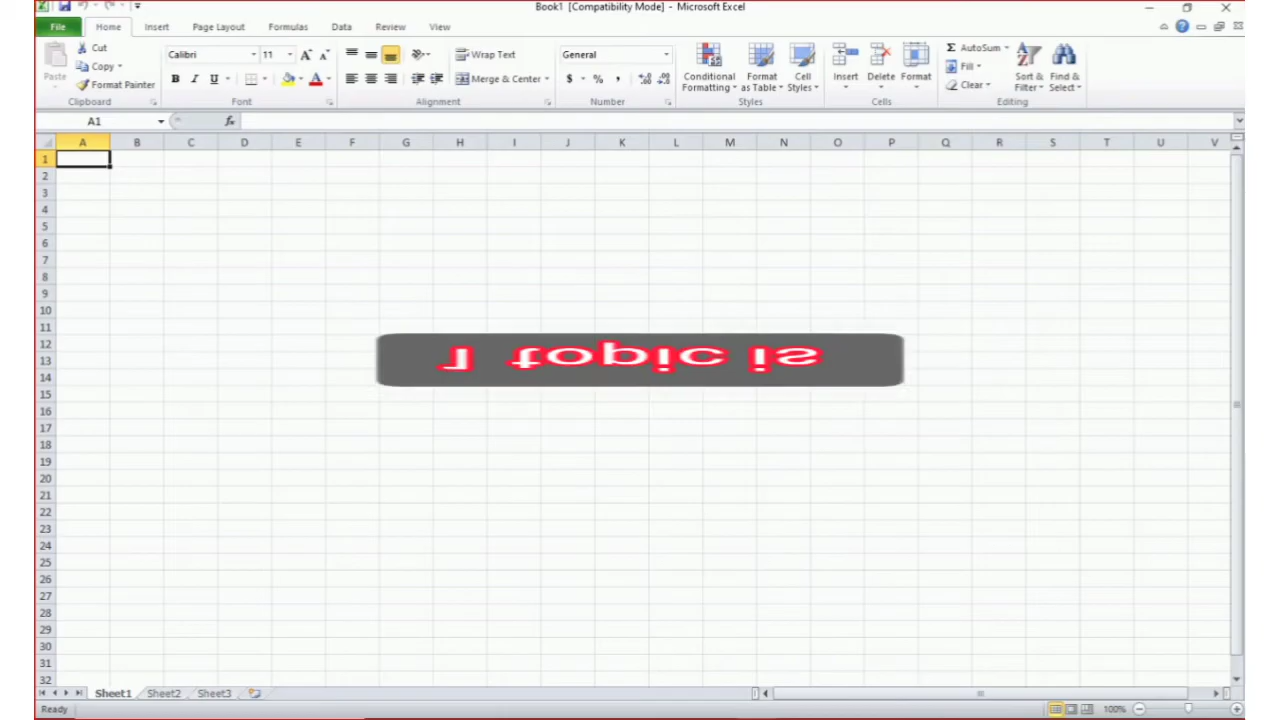 Book1 [Compatibility Mode] - Microsoft Excel
File Home Insert Page Layout Formulas Data Review View
Paste
Cut
Copy
Format Painter
Clipboard
Calibri 11 A A
B I U A
Font
Wrap Text
Merge & Center
Alignment
General
$ % ,
Number
Conditional Formatting
Format as Table
Cell Styles
Styles
Insert Delete Format
Cells
Σ AutoSum
Fill
Clear
Sort & Filter
Find & Select
Editing
A1 fx
A B C D E F G H I J K L M N O P Q R S T U V
1
2
3
4
5
6
7
8
9
10
11
12
13
14
15
16
17
18
19
20
21
22
23
24
25
26
27
28
29
30
31
32
topic is
Sheet1 Sheet2 Sheet3
Ready 100%